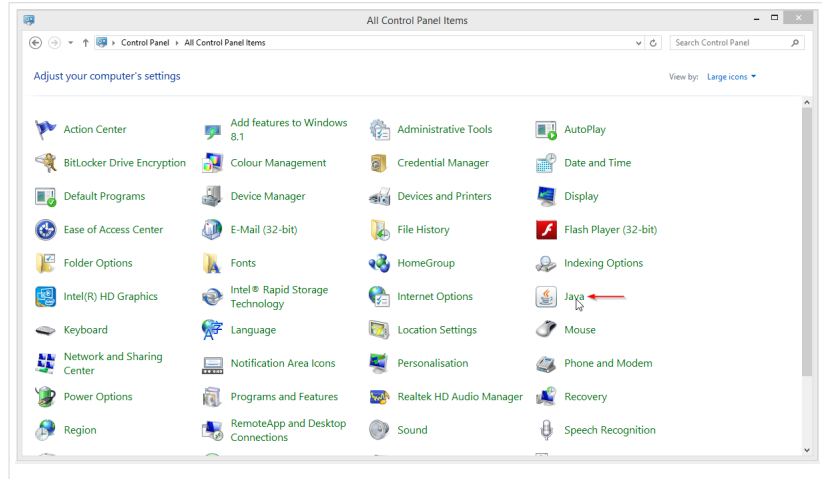 All Control Panel Items
Control Panel All Control Panel Items
Search Control Panel
Adjust your computer's settings
View by: Large icons
Action Center
Add features to Windows
8.1
Administrative Tools
AutoPlay
BitLocker Drive Encryption
Colour Management
Credential Manager
Date and Time
Default Programs
Device Manager
Devices and Printers
Display
Ease of Access Center
E-Mail (32-bit)
File History
Flash Player (32-bit)
Folder Options
Fonts
HomeGroup
Indexing Options
Intel(R) HD Graphics
Intel® Rapid Storage
Technology
Internet Options
Java
Keyboard
Language
Location Settings
Mouse
Network and Sharing
Center
Notification Area Icons
Personalisation
Phone and Modem
Power Options
Programs and Features
Realtek HD Audio Manager
Recovery
Region
RemoteApp and Desktop
Connections
Sound
Speech Recognition